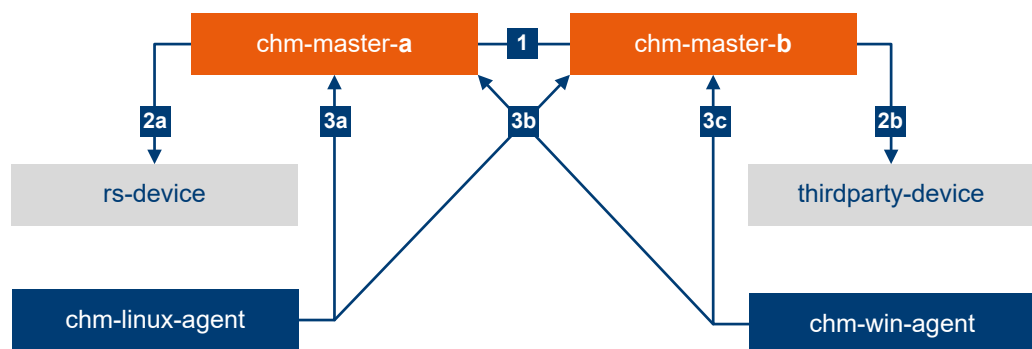 chm-master-a
1
chm-master-b
2a
3a
3b
3c
2b
rs-device
thirdparty-device
chm-linux-agent
chm-win-agent